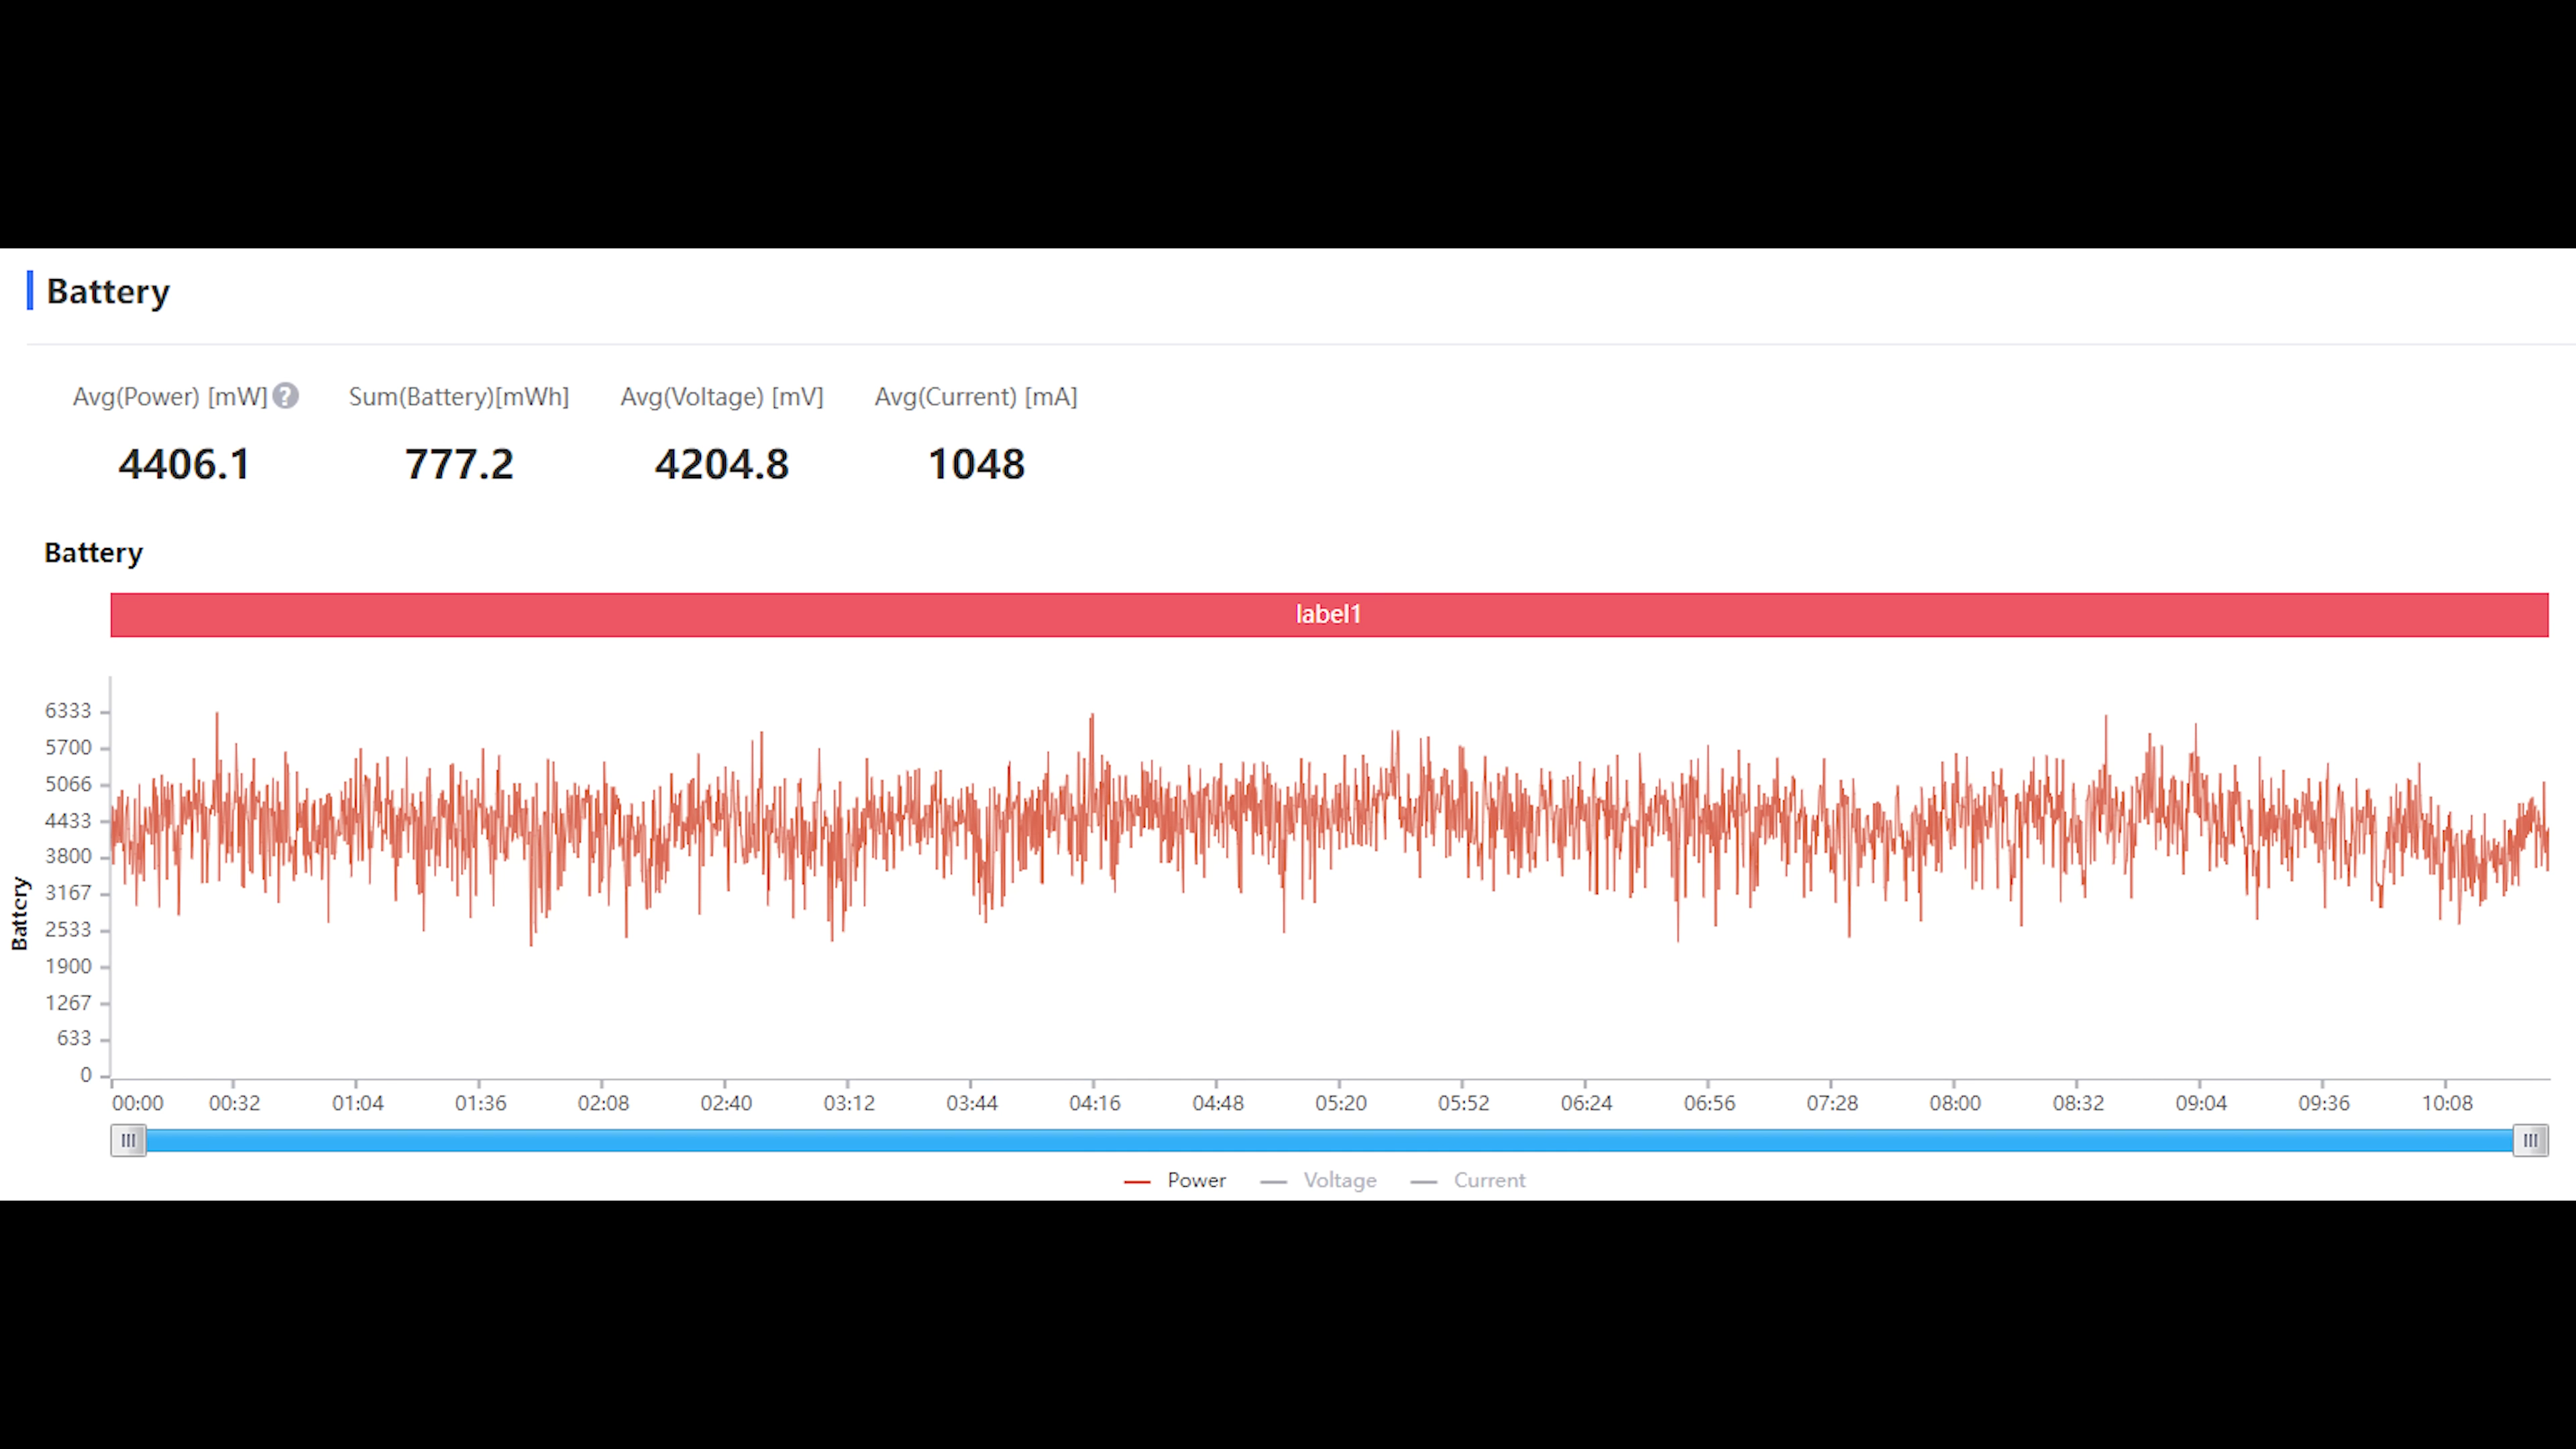 Battery
Avg(Power) [mW] ? Sum(Battery)[mWh] Avg(Voltage) [mV] Avg(Current) [mA]
4406.1 777.2 4204.8 1048
Battery
label1
6333
5700
5066
4433
3800
3167
2533
1900
1267
633
0
Battery
00:00 00:32 01:04 01:36 02:08 02:40 03:12 03:44 04:16 04:48 05:20 05:52 06:24 06:56 07:28 08:00 08:32 09:04 09:36 10:08
Power Voltage Current